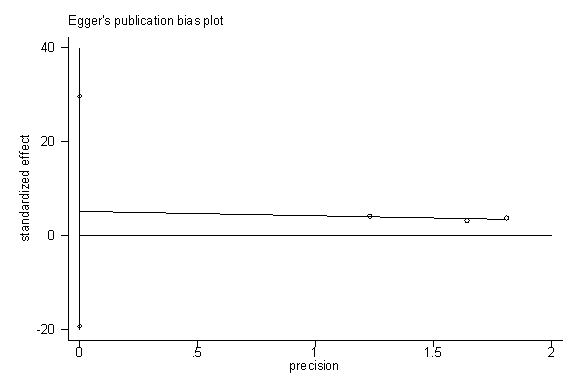 Egger's publication bias plot
standardized effect
40
20
0
-20
0 .5 1 1.5 2
precision